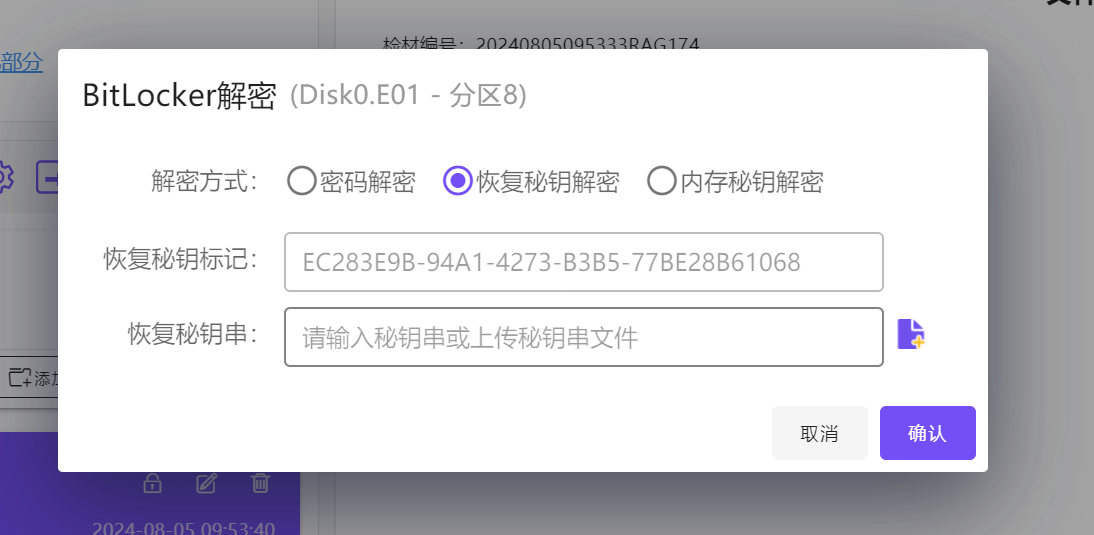 部分
检材编号：20240805095333RAG174
BitLocker解密 (Disk0.E01 - 分区8)
解密方式： 密码解密 恢复秘钥解密 内存秘钥解密
恢复秘钥标记： EC283E9B-94A1-4273-B3B5-77BE28B61068
恢复秘钥串： 请输入秘钥串或上传秘钥串文件
添加
取消 确认
2024-08-05 09:53:40